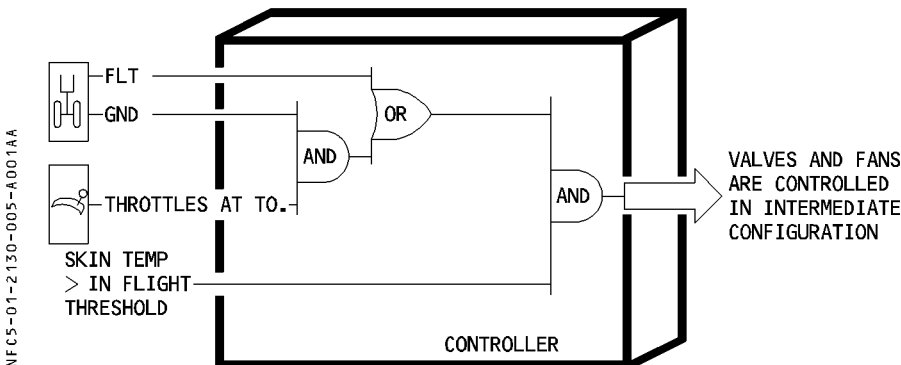 FLT
GND
OR
AND
THROTTLES AT TO.
AND
SKIN TEMP
> IN FLIGHT
THRESHOLD
VALVES AND FANS
ARE CONTROLLED
IN INTERMEDIATE
CONFIGURATION
CONTROLLER
NFC5-01-2130-005-A001AA